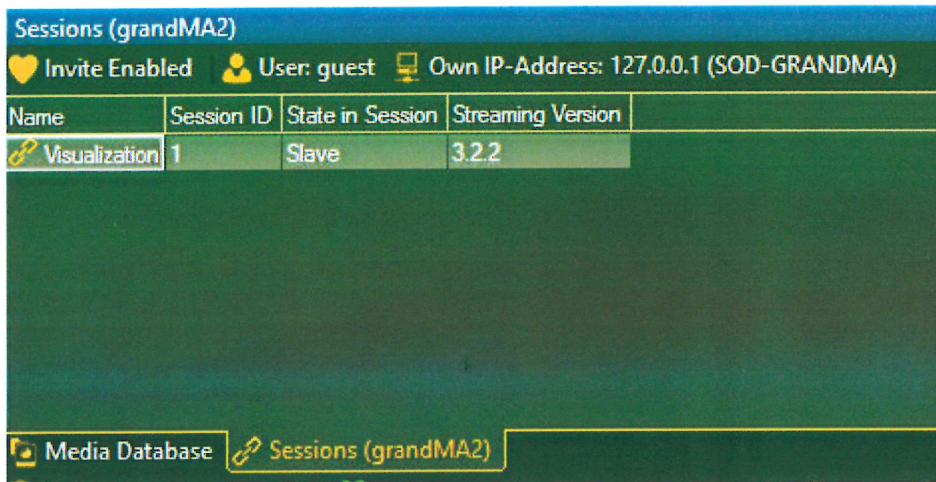 Sessions (grandMA2)
Invite Enabled User: guest Own IP-Address: 127.0.0.1 (SOD-GRANDMA)
Name Session ID State in Session Streaming Version
Visualization 1 Slave 3.2.2
Media Database Sessions (grandMA2)